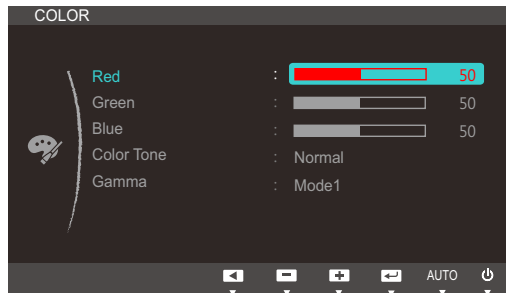 COLOR
Red : 50
Green : 50
Blue : 50
Color Tone : Normal
Gamma : Mode1
AUTO